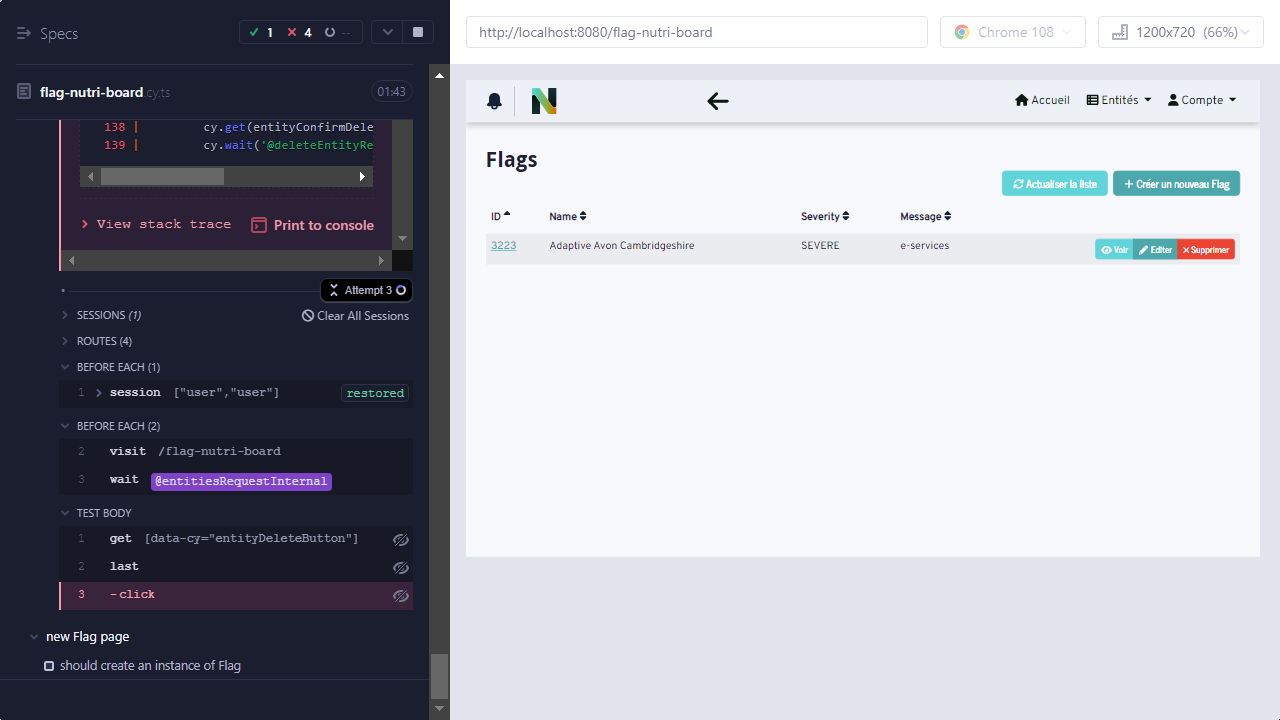 Specs
1
4
--
flag-nutri-board.cy.ts
01:43
138 | cy.get(entityConfirmDele
139 | cy.wait('@deleteEntityRe
View stack trace
Print to console
Attempt 3
SESSIONS (1)
Clear All Sessions
ROUTES (4)
BEFORE EACH (1)
1 session ["user","user"] restored
BEFORE EACH (2)
2 visit /flag-nutri-board
3 wait @entitiesRequestInternal
TEST BODY
1 get [data-cy="entityDeleteButton"]
2 last
3 -click
new Flag page
should create an instance of Flag
http://localhost:8080/flag-nutri-board
Chrome 108
1200x720 (66%)
Accueil Entités Compte
Flags
Actualiser la liste
Créer un nouveau Flag
ID Name Severity Message
3223 Adaptive Avon Cambridgeshire SEVERE e-services
Voir Editer Supprimer